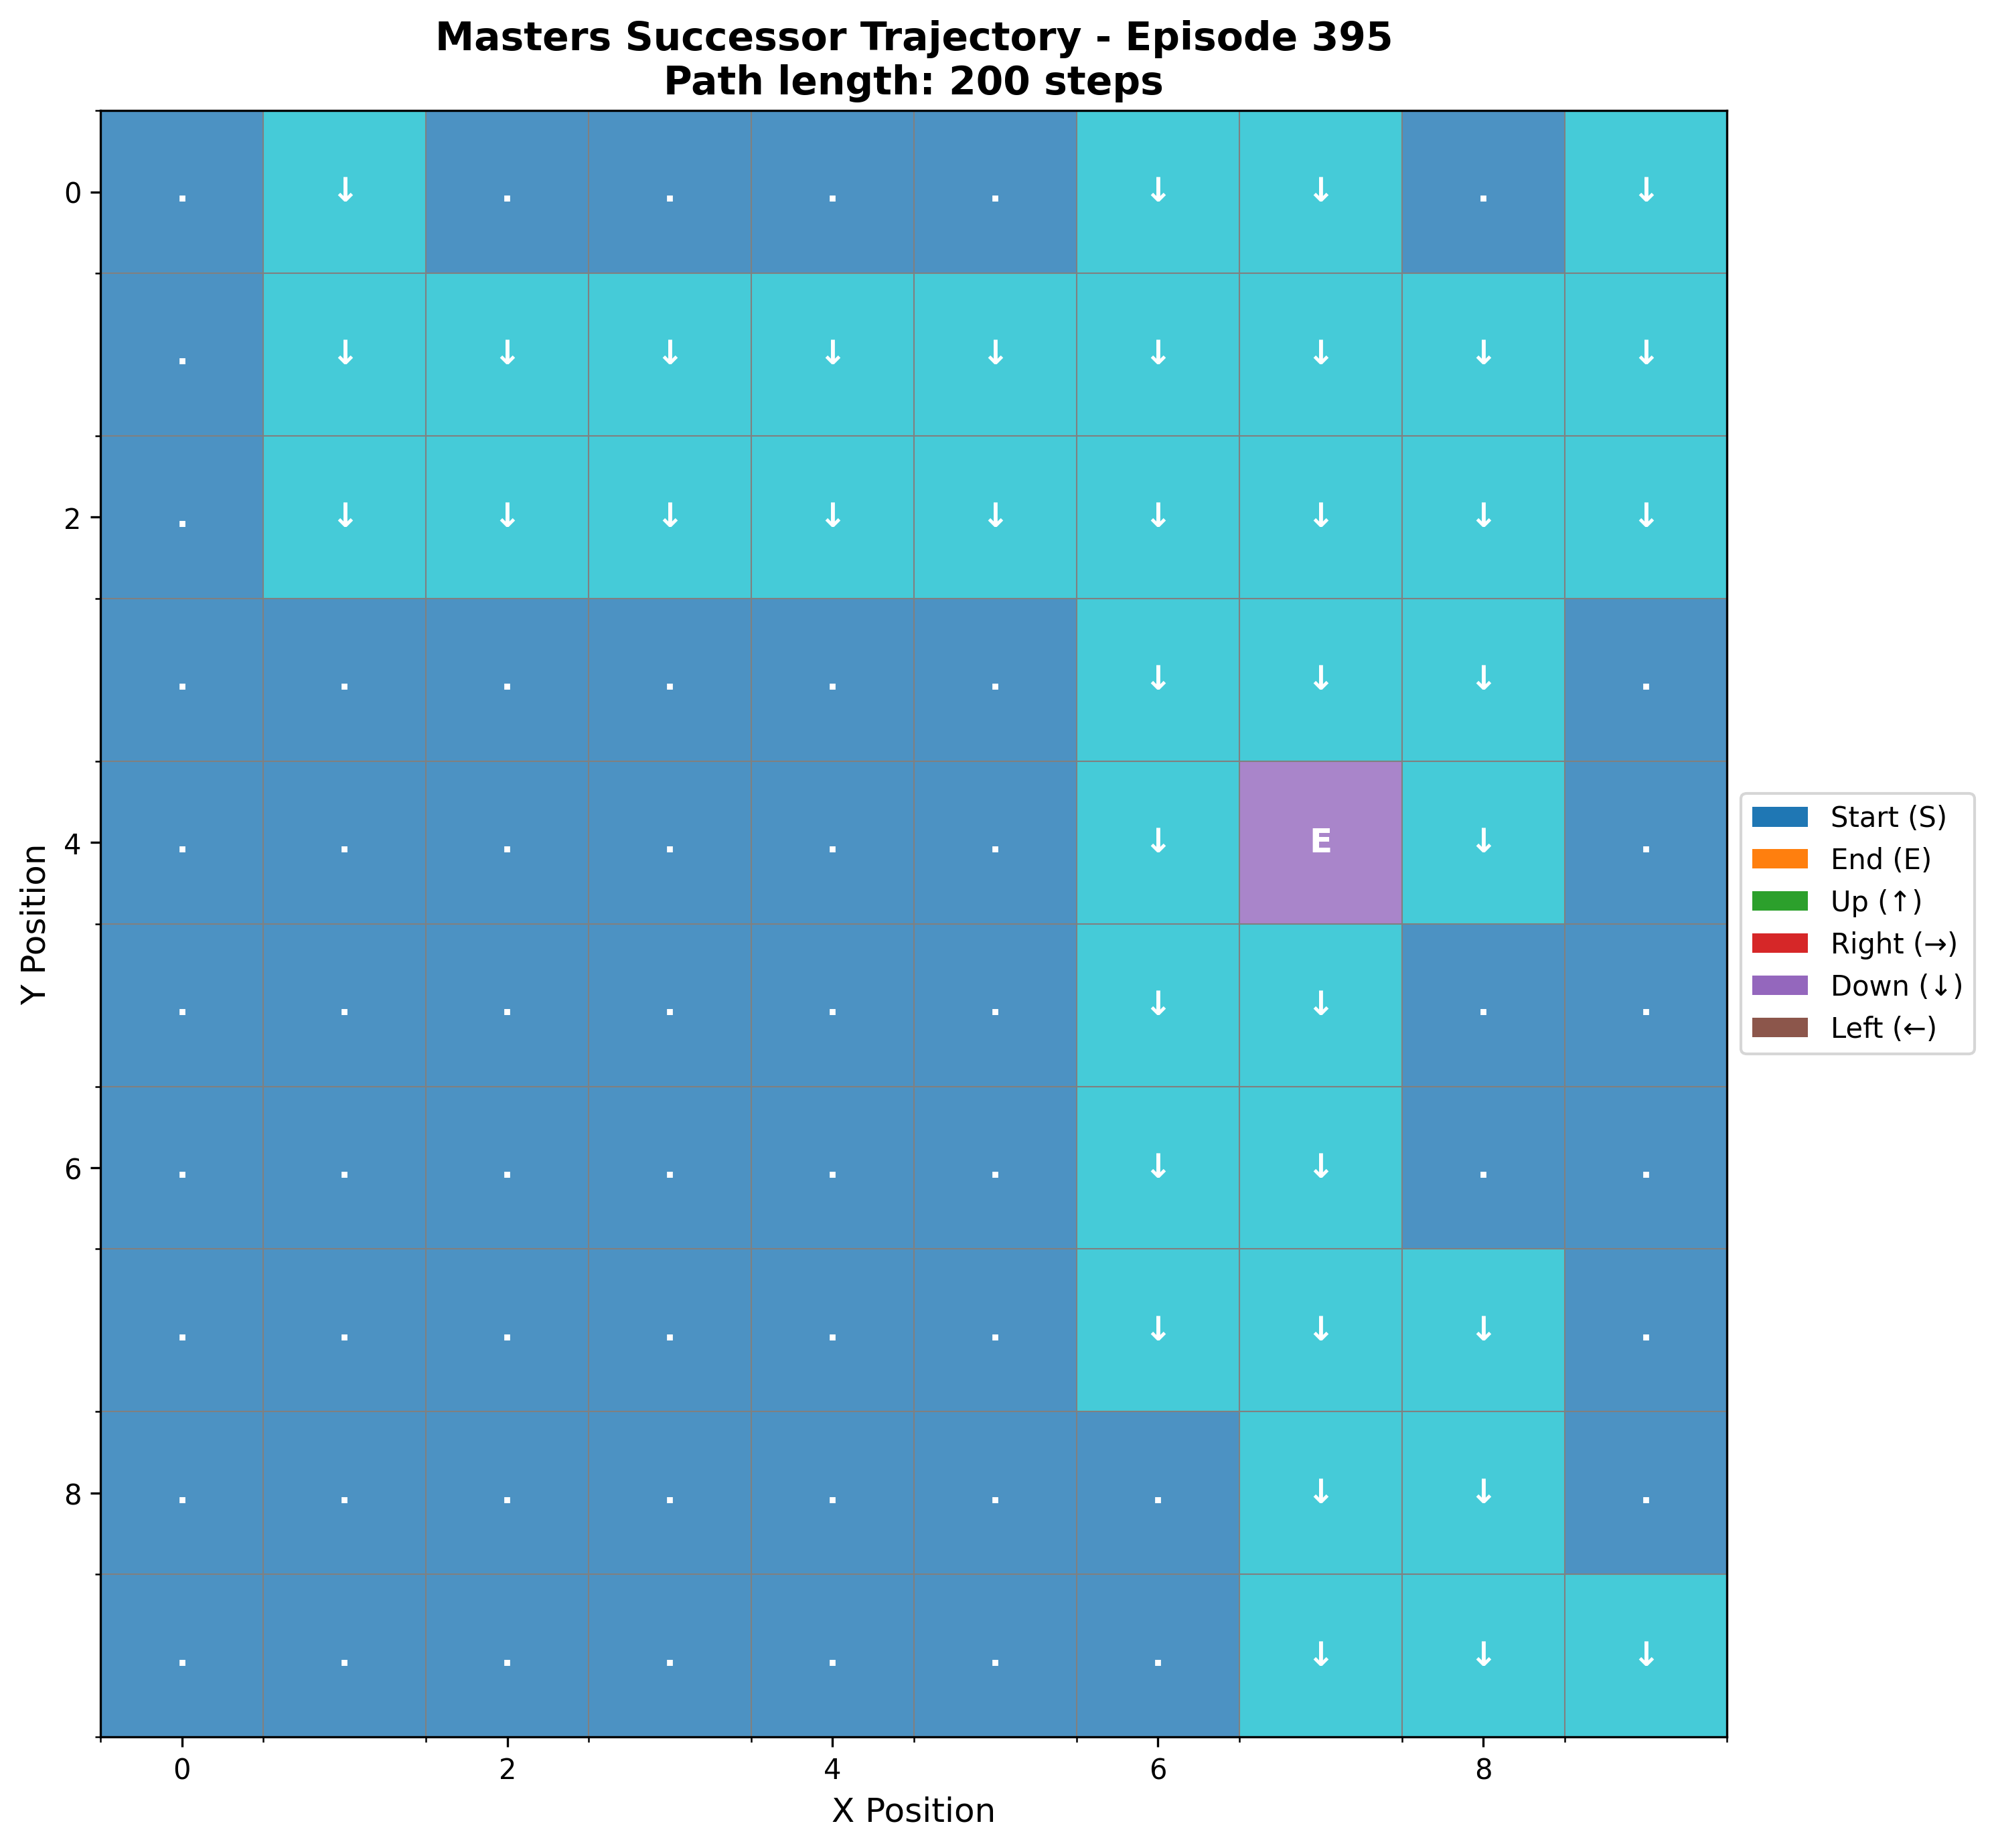 Masters Successor Trajectory - Episode 395
Path length: 200 steps
0 . ↓ . . . . ↓ ↓ . ↓
. ↓ ↓ ↓ ↓ ↓ ↓ ↓ ↓ ↓
2 . ↓ ↓ ↓ ↓ ↓ ↓ ↓ ↓ ↓
. . . . . . ↓ ↓ ↓ .
4 . . . . . . ↓ E ↓ .
. . . . . . ↓ ↓ . .
6 . . . . . . ↓ ↓ . .
. . . . . . ↓ ↓ ↓ .
8 . . . . . . . ↓ ↓ .
. . . . . . . ↓ ↓ ↓
0 2 4 6 8
X Position
Y Position
Start (S)
End (E)
Up (↑)
Right (→)
Down (↓)
Left (←)